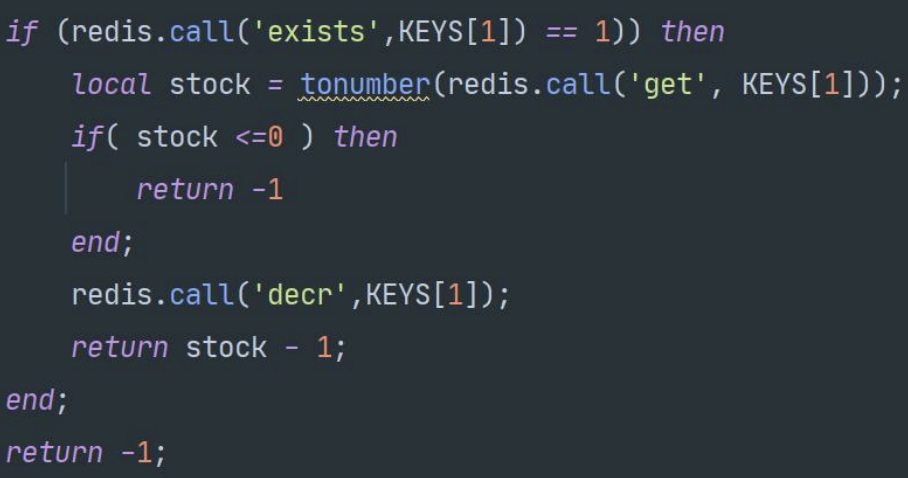 if (redis.call('exists',KEYS[1]) == 1)) then
local stock = tonumber(redis.call('get', KEYS[1]));
if( stock <=0 ) then
return -1
end;
redis.call('decr',KEYS[1]);
return stock - 1;
end;
return -1;